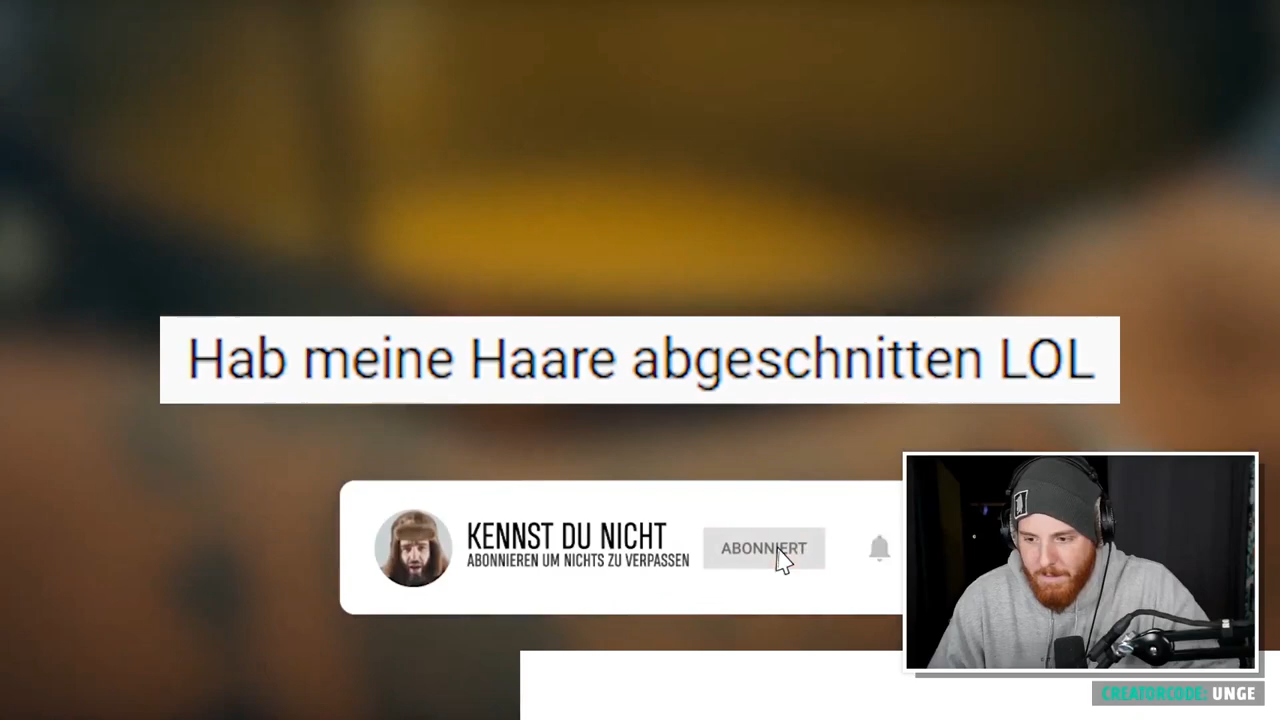 Hab meine Haare abgeschnitten LOL
KENNST DU NICHT
ABONNIEREN UM NICHTS ZU VERPASSEN
ABONNIERT
CREATORCODE: UNGE